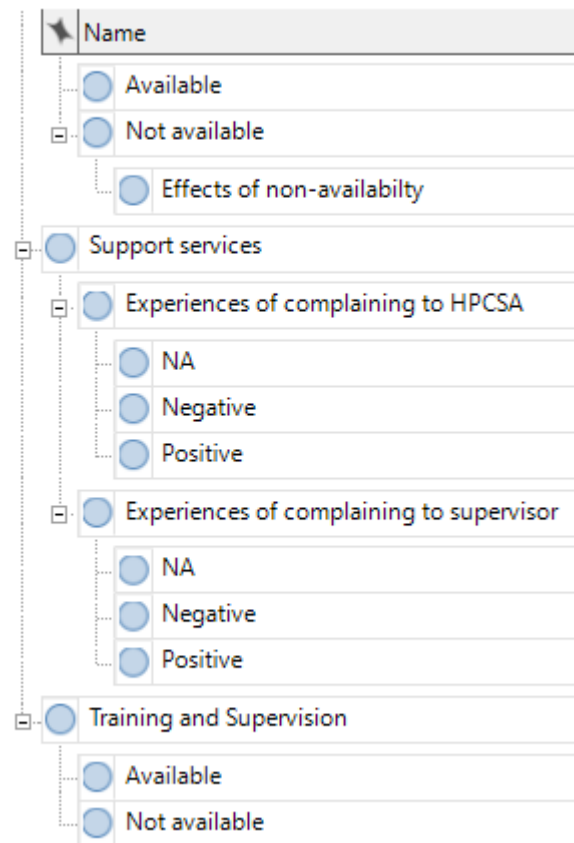 Name
Available
Not available
Effects of non-availabilty
Support services
Experiences of complaining to HPCSA
NA
Negative
Positive
Experiences of complaining to supervisor
NA
Negative
Positive
Training and Supervision
Available
Not available